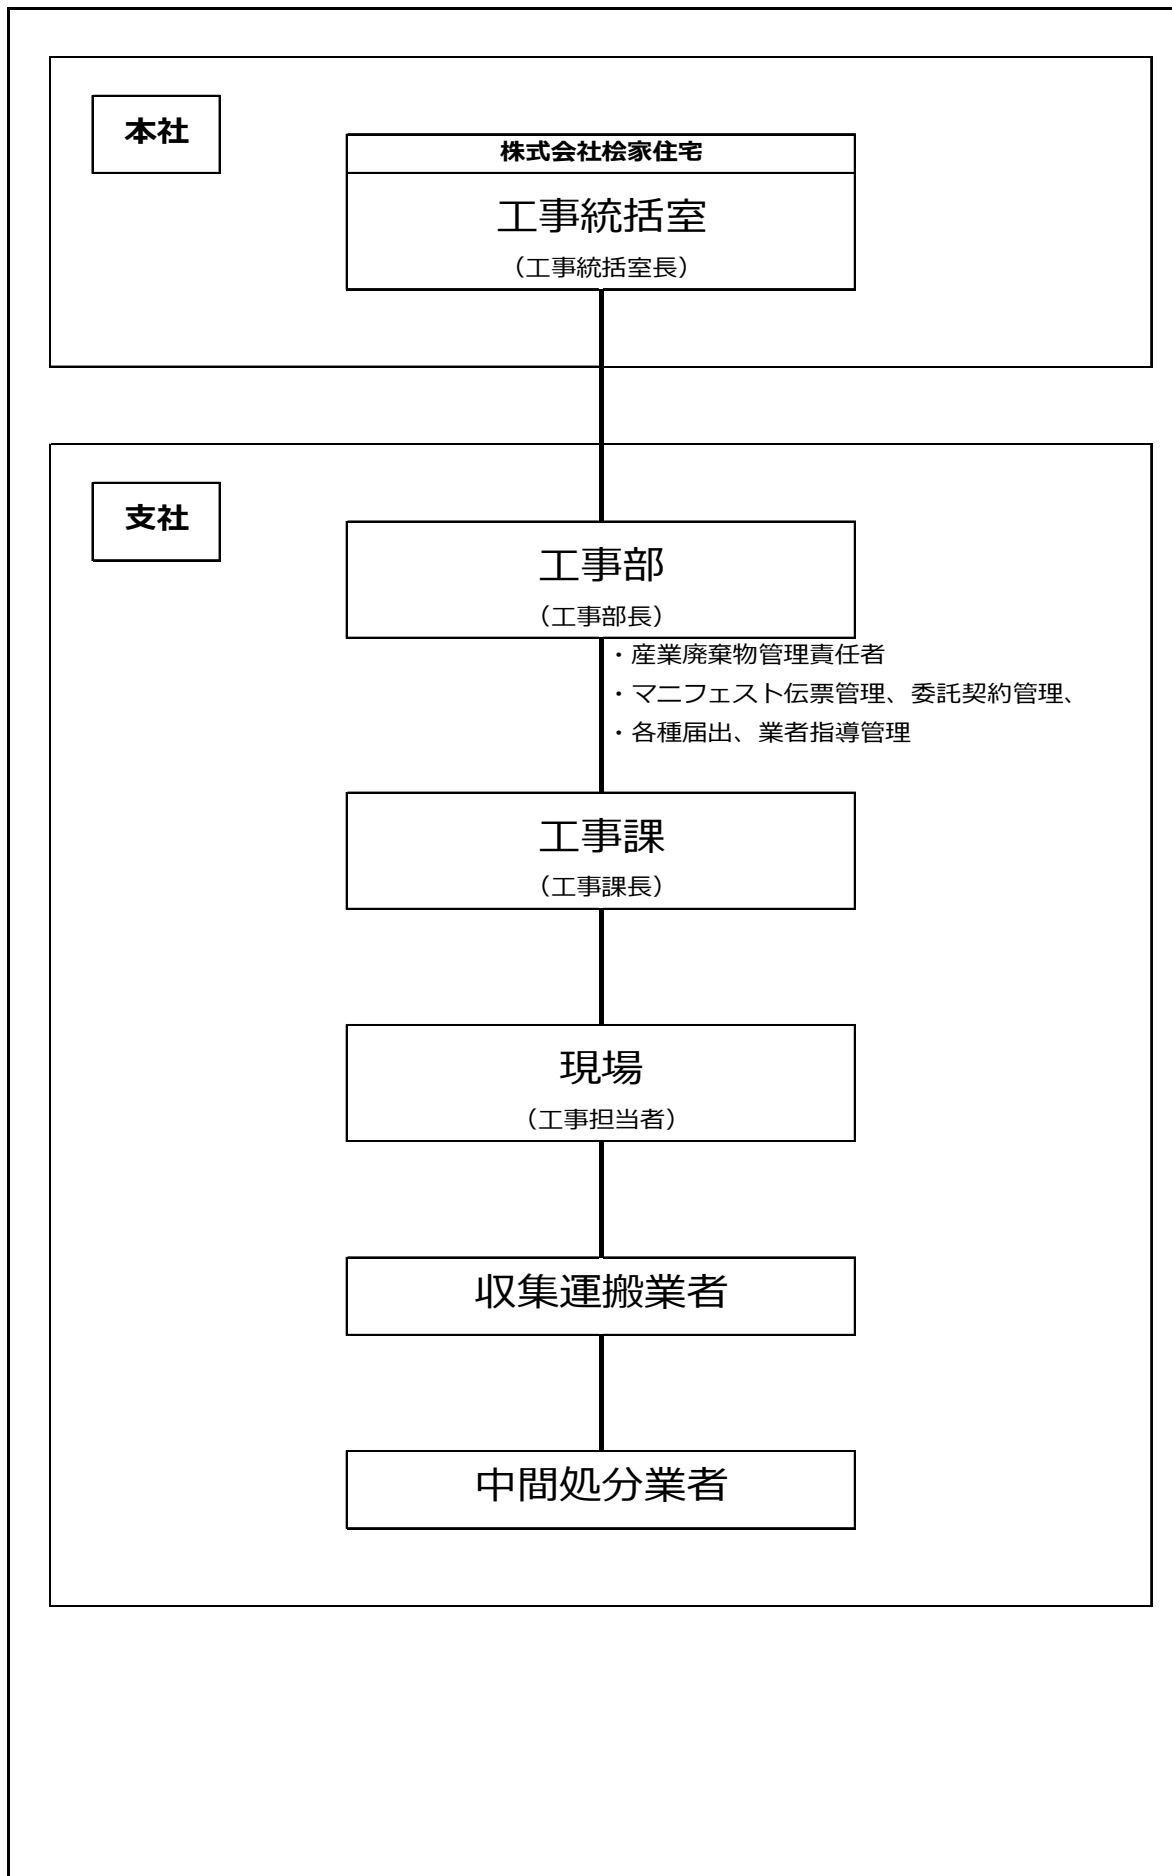 本社
株式会社桧家住宅
工事統括室
（工事統括室長）
支社
工事部
（工事部長）
・産業廃棄物管理責任者
・マニフェスト伝票管理、委託契約管理、
・各種届出、業者指導管理
工事課
（工事課長）
現場
（工事担当者）
収集運搬業者
中間処分業者